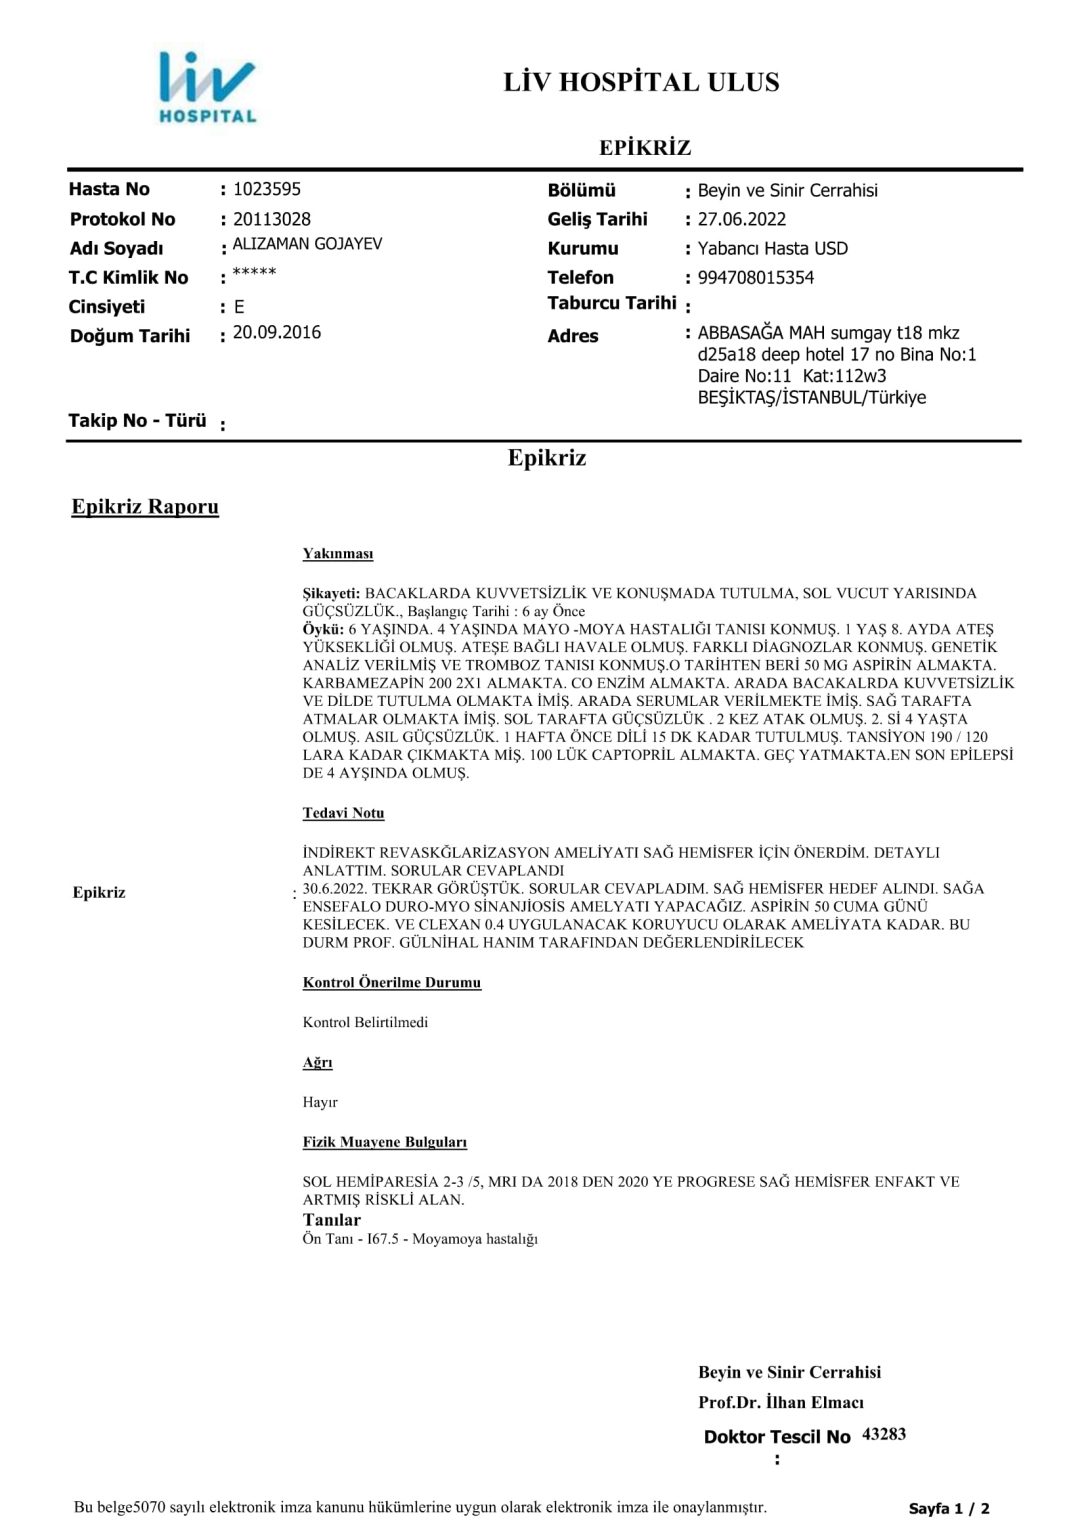 Liv
HOSPITAL
LİV HOSPİTAL ULUS
EPİKRİZ
Hasta No : 1023595
Bölümü : Beyin ve Sinir Cerrahisi
Protokol No : 20113028
Geliş Tarihi : 27.06.2022
Adı Soyadı : ALIZAMAN GOJAYEV
Kurumu : Yabancı Hasta USD
T.C Kimlik No : *****
Telefon : 994708015354
Cinsiyeti : E
Taburcu Tarihi :
Doğum Tarihi : 20.09.2016
Adres : ABBASAĞA MAH sumgay t18 mkz
d25a18 deep hotel 17 no Bina No:1
Daire No:11 Kat:112w3
BEŞİKTAŞ/İSTANBUL/Türkiye
Takip No - Türü :
Epikriz
Epikriz Raporu
Yakınması
Şikayeti: BACAKLARDA KUVVETSİZLİK VE KONUŞMADA TUTULMA, SOL VUCUT YARISINDA
GÜÇSÜZLÜK., Başlangıç Tarihi : 6 ay Önce
Öykü: 6 YAŞINDA. 4 YAŞINDA MAYO -MOYA HASTALIĞI TANISI KONMUŞ. 1 YAŞ 8. AYDA ATEŞ
YÜKSEKLİĞİ OLMUŞ. ATEŞE BAĞLI HAVALE OLMUŞ. FARKLI DİAGNOZLAR KONMUŞ. GENETİK
ANALİZ VERİLMİŞ VE TROMBOZ TANISI KONMUŞ.O TARİHTEN BERİ 50 MG ASPİRİN ALMAKTA.
KARBAMEZAPİN 200 2X1 ALMAKTA. CO ENZİM ALMAKTA. ARADA BACAKALRDA KUVVETSİZLİK
VE DİLDE TUTULMA OLMAKTA İMİŞ. ARADA SERUMLAR VERİLMEKTE İMİŞ. SAĞ TARAFTA
ATMALAR OLMAKTA İMİŞ. SOL TARAFTA GÜÇSÜZLÜK . 2 KEZ ATAK OLMUŞ. 2. Sİ 4 YAŞTA
OLMUŞ. ASIL GÜÇSÜZLÜK. 1 HAFTA ÖNCE DİLİ 15 DK KADAR TUTULMUŞ. TANSİYON 190 / 120
LARA KADAR ÇIKMAKTA MİŞ. 100 LÜK CAPTOPRİL ALMAKTA. GEÇ YATMAKTA.EN SON EPİLEPSİ
DE 4 AYŞINDA OLMUŞ.
Tedavi Notu
İNDİREKT REVASKĞLARİZASYON AMELİYATI SAĞ HEMİSFER İÇİN ÖNERDİM. DETAYLI
ANLATTIM. SORULAR CEVAPLANDI
Epikriz : 30.6.2022. TEKRAR GÖRÜŞTÜK. SORULAR CEVAPLADIM. SAĞ HEMİSFER HEDEF ALINDI. SAĞA
ENSEFALO DURO-MYO SİNANJİOSİS AMELYATI YAPACAĞIZ. ASPİRİN 50 CUMA GÜNÜ
KESİLECEK. VE CLEXAN 0.4 UYGULANACAK KORUYUCU OLARAK AMELİYATA KADAR. BU
DURM PROF. GÜLNİHAL HANIM TARAFINDAN DEĞERLENDİRİLECEK
Kontrol Önerilme Durumu
Kontrol Belirtilmedi
Ağrı
Hayır
Fizik Muayene Bulguları
SOL HEMİPARESİA 2-3 /5, MRI DA 2018 DEN 2020 YE PROGRESE SAĞ HEMİSFER ENFAKT VE
ARTMIŞ RİSKLİ ALAN.
Tanılar
Ön Tanı - I67.5 - Moyamoya hastalığı
Beyin ve Sinir Cerrahisi
Prof.Dr. İlhan Elmacı
Doktor Tescil No 43283
:
Bu belge5070 sayılı elektronik imza kanunu hükümlerine uygun olarak elektronik imza ile onaylanmıştır.
Sayfa 1 / 2